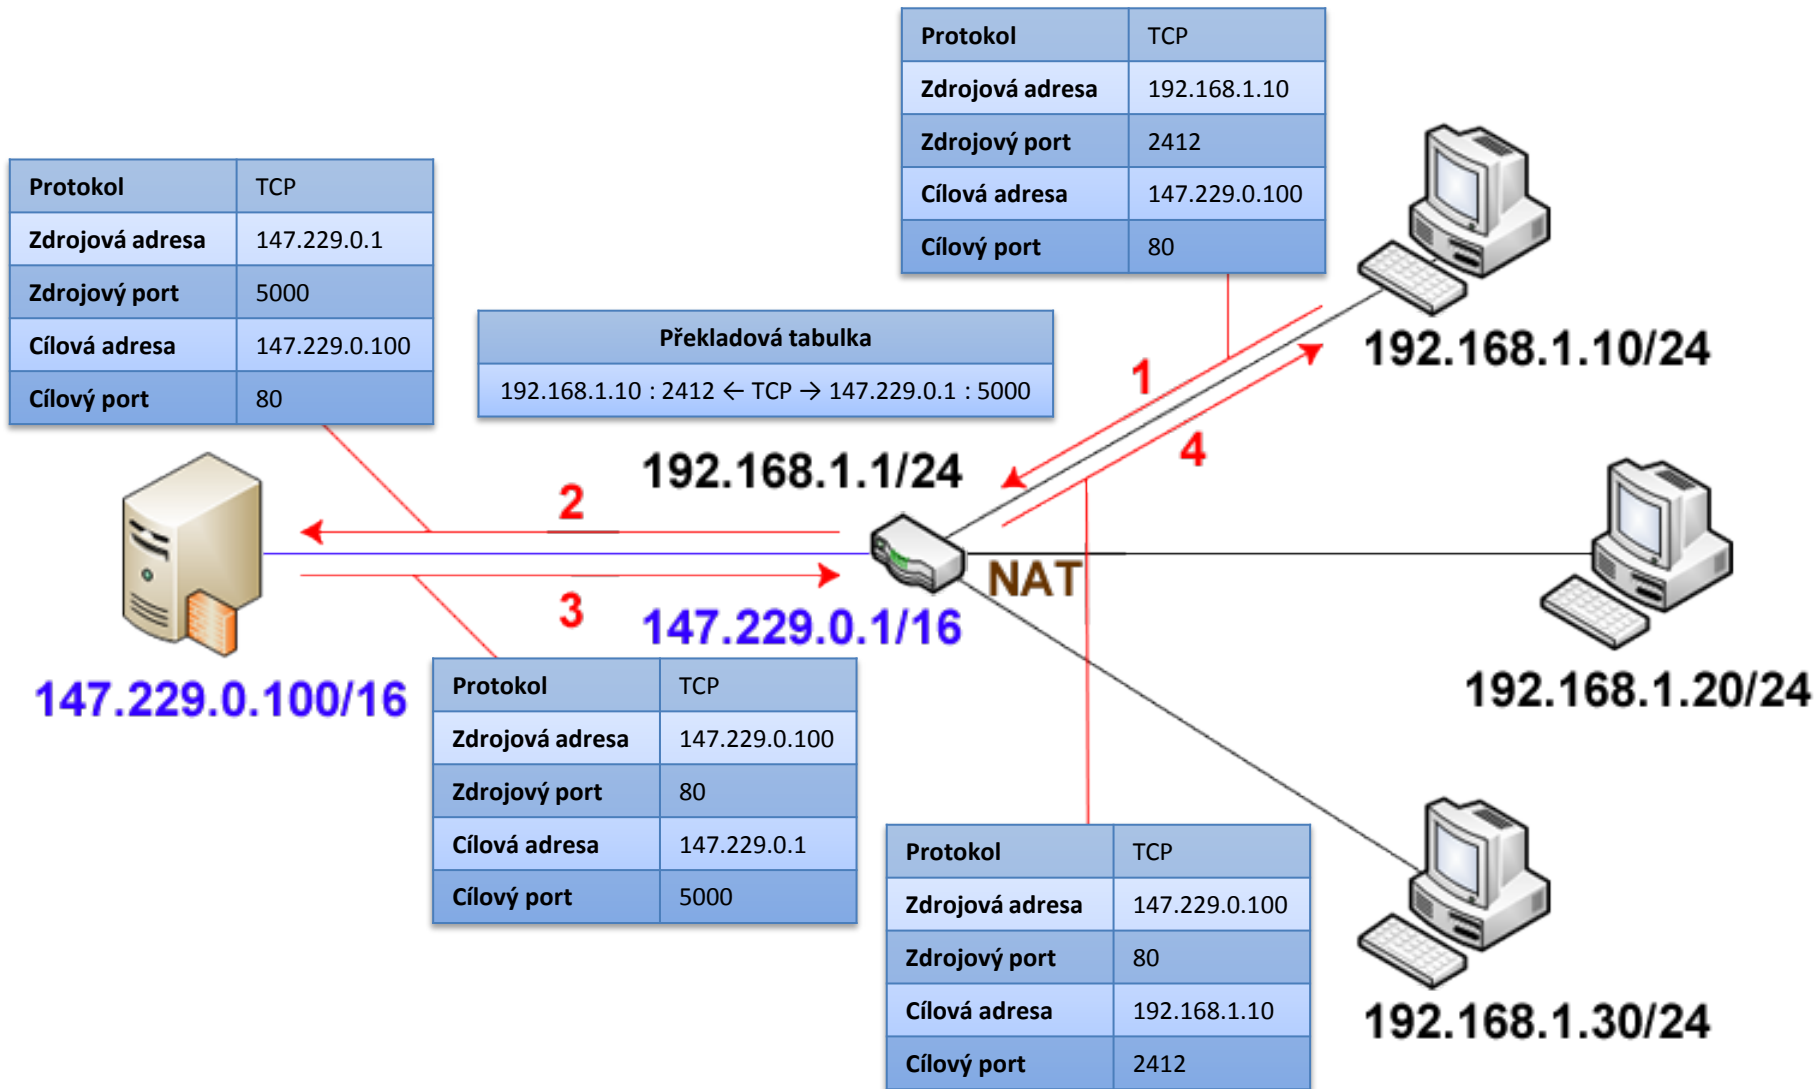 Protokol TCP
Zdrojová adresa 192.168.1.10
Zdrojový port 2412
Cílová adresa 147.229.0.100
Cílový port 80
Protokol TCP
Zdrojová adresa 147.229.0.1
Zdrojový port 5000
Cílová adresa 147.229.0.100
Cílový port 80
Překladová tabulka
192.168.1.10 : 2412 ← TCP → 147.229.0.1 : 5000
192.168.1.10/24
1
4
192.168.1.1/24
2
NAT
3
147.229.0.1/16
147.229.0.100/16
192.168.1.20/24
Protokol TCP
Zdrojová adresa 147.229.0.100
Zdrojový port 80
Cílová adresa 147.229.0.1
Cílový port 5000
Protokol TCP
Zdrojová adresa 147.229.0.100
Zdrojový port 80
Cílová adresa 192.168.1.10
Cílový port 2412
192.168.1.30/24